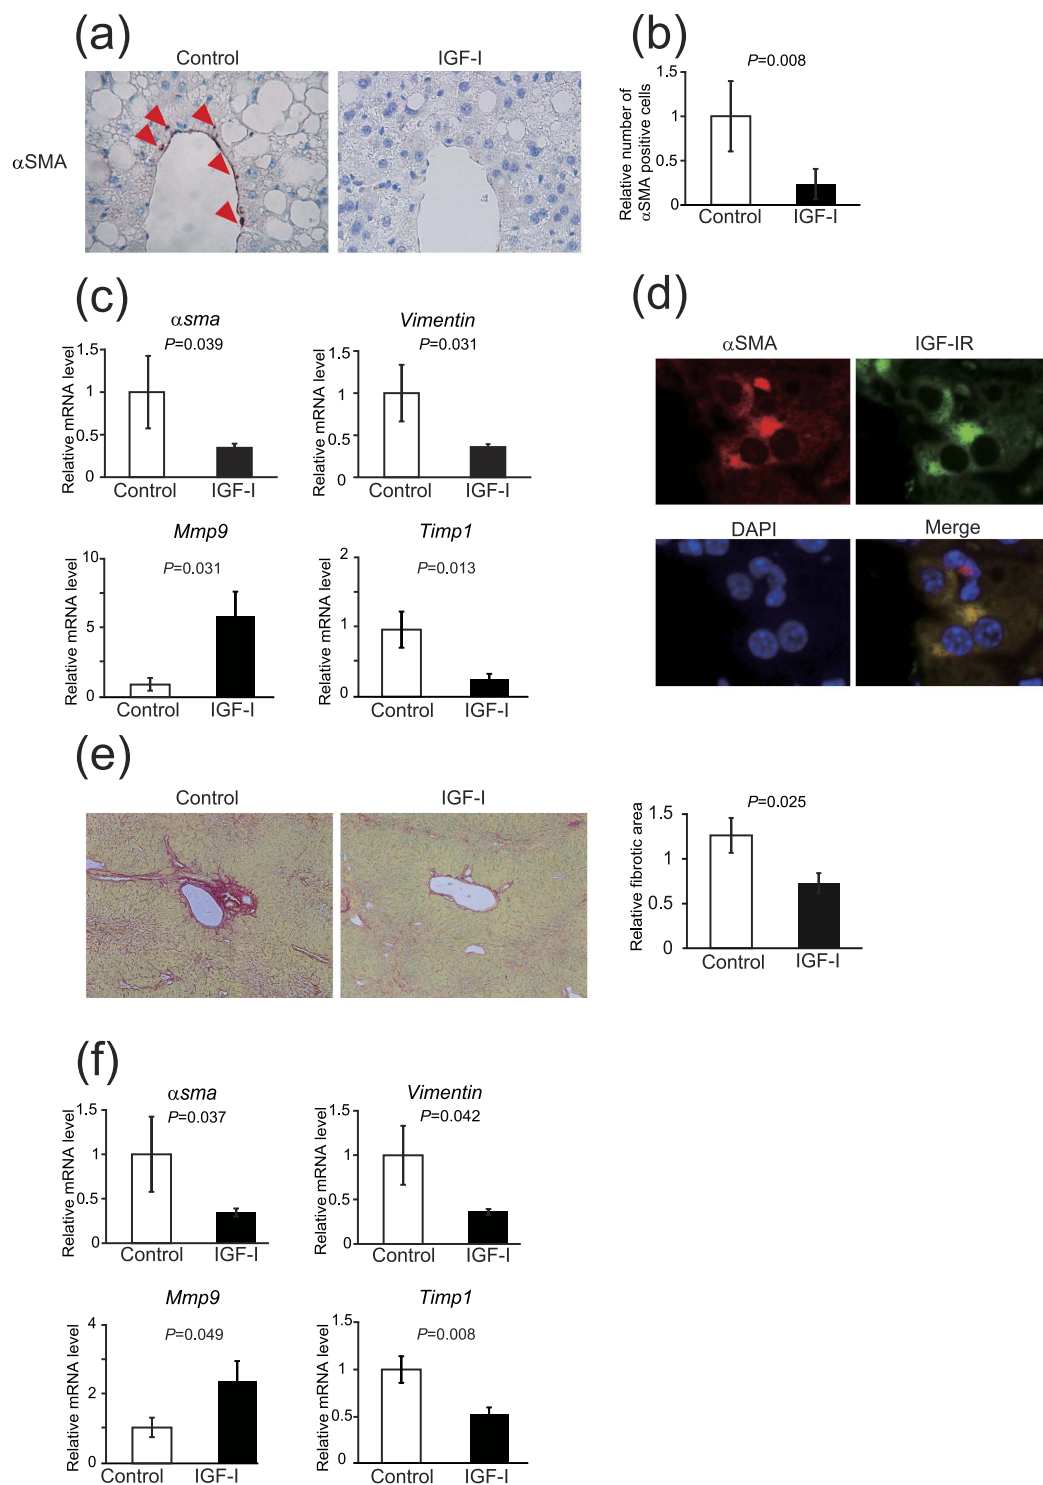 (a)
Control
IGF-I
αSMA
(b)
P=0.008
Relative number of
αSMA positive cells
1.5
1
0.5
0
Control
IGF-I
(c)
αsma
P=0.039
Relative mRNA level
1.5
1
0.5
0
Control
IGF-I
Vimentin
P=0.031
Relative mRNA level
1.5
1
0.5
0
Control
IGF-I
Mmp9
P=0.031
Relative mRNA level
10
5
0
Control
IGF-I
Timp1
P=0.013
Relative mRNA level
2
1
0
Control
IGF-I
(d)
αSMA
IGF-IR
DAPI
Merge
(e)
Control
IGF-I
P=0.025
Relative fibrotic area
1.5
1
0.5
0
Control
IGF-I
(f)
αsma
P=0.037
Relative mRNA level
1.5
1
0.5
0
Control
IGF-I
Vimentin
P=0.042
Relative mRNA level
1.5
1
0.5
0
Control
IGF-I
Mmp9
P=0.049
Relative mRNA level
4
2
0
Control
IGF-I
Timp1
P=0.008
Relative mRNA level
1.5
1
0.5
0
Control
IGF-I